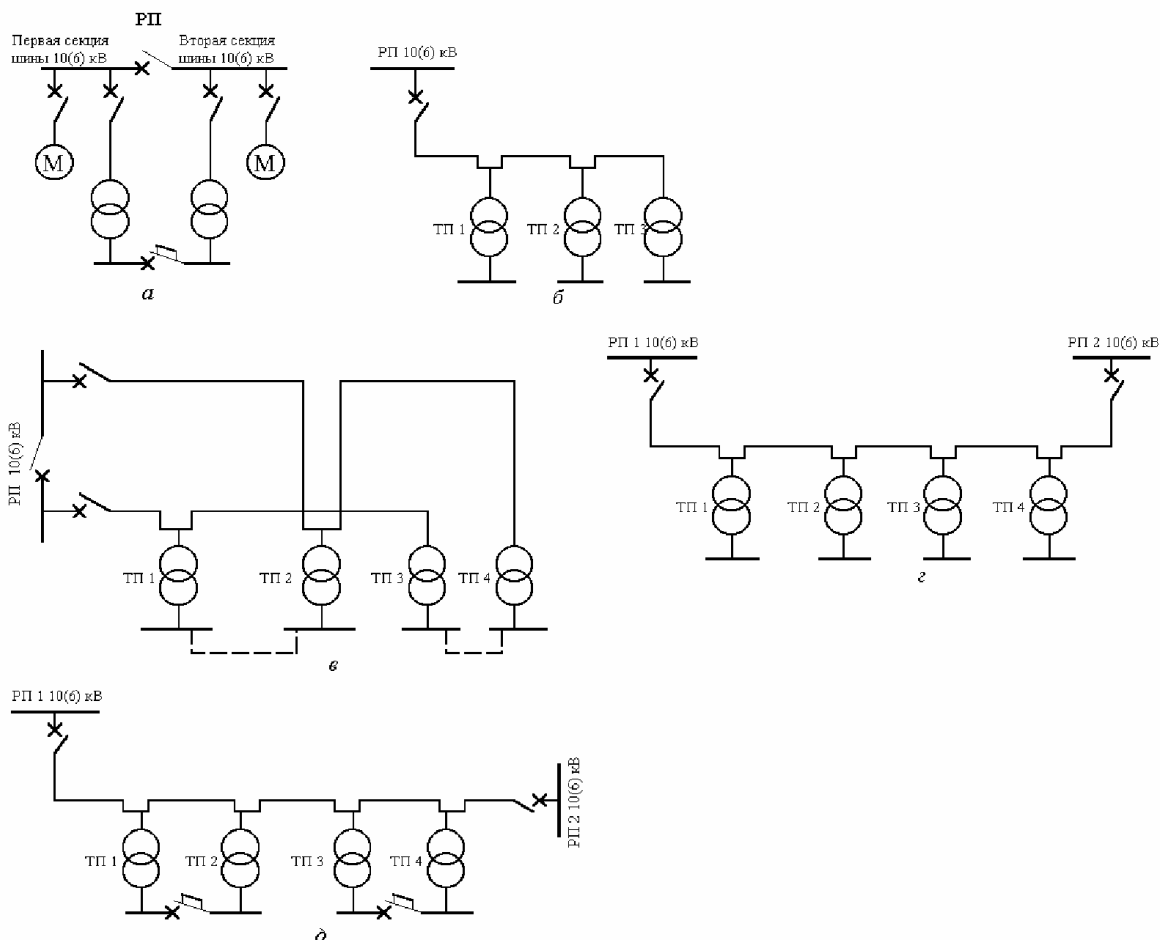 РП
Первая секция
шины 10(6) кВ
Вторая секция
шины 10(6) кВ
М
М
а
РП 10(6) кВ
ТП 1
ТП 2
ТП 3
б
РП 10(6) кВ
ТП 1
ТП 2
ТП 3
ТП 4
в
РП 1 10(6) кВ
РП 2 10(6) кВ
ТП 1
ТП 2
ТП 3
ТП 4
г
РП 1 10(6) кВ
РП 2 10(6) кВ
ТП 1
ТП 2
ТП 3
ТП 4
д